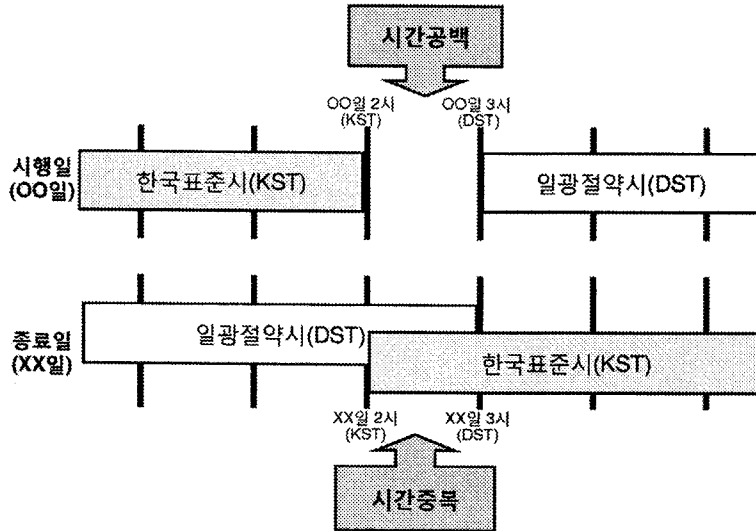 시간공백
OO일 2시
(KST)
OO일 3시
(DST)
시행일
(OO일)
한국표준시(KST)
일광절약시(DST)
종료일
(XX일)
일광절약시(DST)
한국표준시(KST)
XX일 2시
(KST)
XX일 3시
(DST)
시간중복